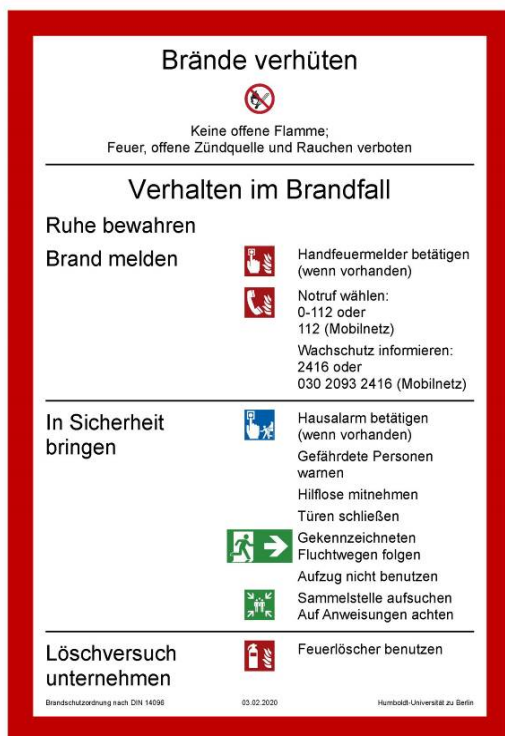 Brände verhüten
Keine offene Flamme;
Feuer, offene Zündquelle und Rauchen verboten
Verhalten im Brandfall
Ruhe bewahren
Brand melden
Handfeuermelder betätigen
(wenn vorhanden)
Notruf wählen:
0-112 oder
112 (Mobilnetz)
Wachschutz informieren:
2416 oder
030 2093 2416 (Mobilnetz)
In Sicherheit
bringen
Hausalarm betätigen
(wenn vorhanden)
Gefährdete Personen
warnen
Hilflose mitnehmen
Türen schließen
Gekennzeichneten
Fluchtwegen folgen
Aufzug nicht benutzen
Sammelstelle aufsuchen
Auf Anweisungen achten
Löschversuch
unternehmen
Feuerlöscher benutzen
Brandschutzordnung nach DIN 14096
03.02.2020
Humboldt-Universität zu Berlin